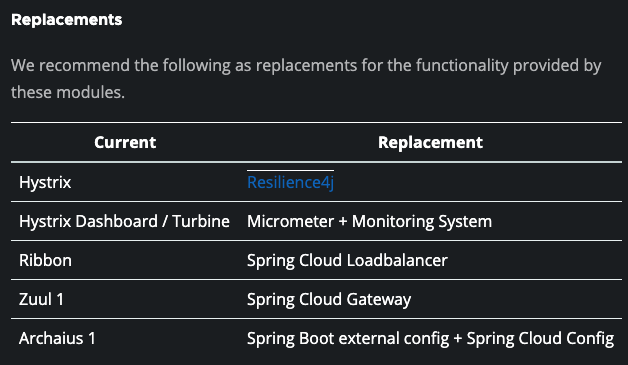 Replacements
We recommend the following as replacements for the functionality provided by
these modules.
Current Replacement
Hystrix Resilience4j
Hystrix Dashboard / Turbine Micrometer + Monitoring System
Ribbon Spring Cloud Loadbalancer
Zuul 1 Spring Cloud Gateway
Archaius 1 Spring Boot external config + Spring Cloud Config